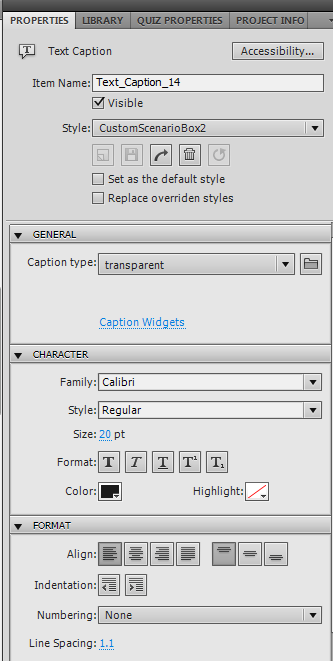 PROPERTIES LIBRARY QUIZ PROPERTIES PROJECT INFO
Text Caption Accessibility...
Item Name: Text_Caption_14
Visible
Style: CustomScenarioBox2
Set as the default style
Replace overriden styles
GENERAL
Caption type: transparent
Caption Widgets
CHARACTER
Family: Calibri
Style: Regular
Size: 20 pt
Format: T T T T¹ T₁
Color: Highlight:
FORMAT
Align:
Indentation:
Numbering: None
Line Spacing: 1.1